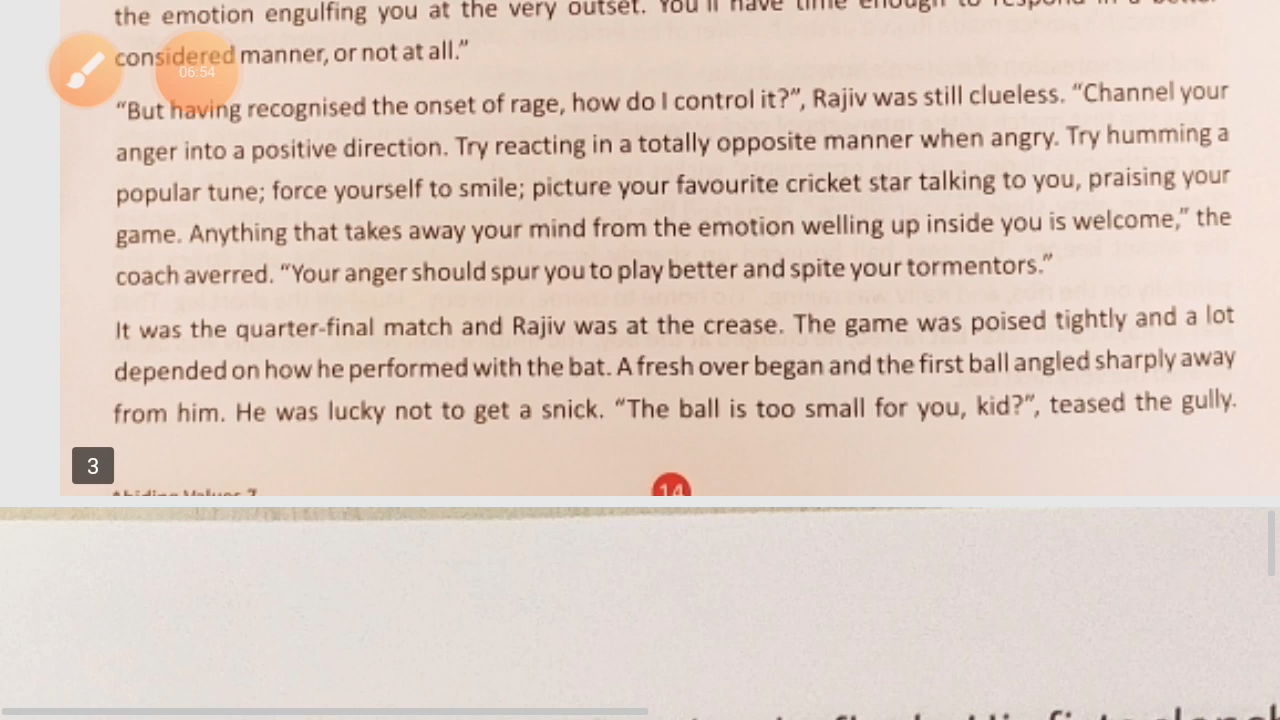 the emotion engulfing you at the very outset. You'll have time enough to respond in a better
considered manner, or not at all."
06:54
"But having recognised the onset of rage, how do I control it?", Rajiv was still clueless. "Channel your
anger into a positive direction. Try reacting in a totally opposite manner when angry. Try humming a
popular tune; force yourself to smile; picture your favourite cricket star talking to you, praising your
game. Anything that takes away your mind from the emotion welling up inside you is welcome," the
coach averred. "Your anger should spur you to play better and spite your tormentors."
It was the quarter-final match and Rajiv was at the crease. The game was poised tightly and a lot
depended on how he performed with the bat. A fresh over began and the first ball angled sharply away
from him. He was lucky not to get a snick. "The ball is too small for you, kid?", teased the gully.
3
Abiding Values 7
14